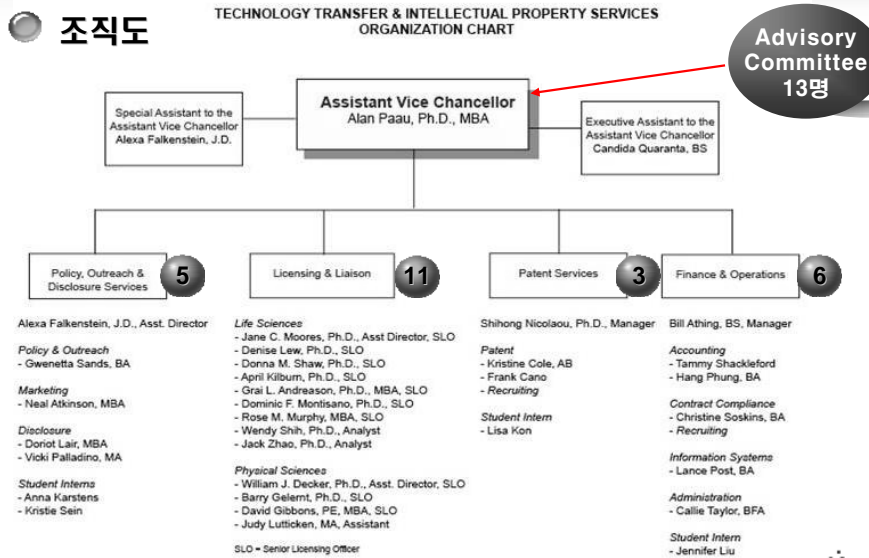 조직도
TECHNOLOGY TRANSFER & INTELLECTUAL PROPERTY SERVICES
ORGANIZATION CHART
Advisory
Committee
13명
Assistant Vice Chancellor
Alan Paau, Ph.D., MBA
Special Assistant to the
Assistant Vice Chancellor
Alexa Falkenstein, J.D.
Executive Assistant to the
Assistant Vice Chancellor
Candida Quaranta, BS
Policy, Outreach &
Disclosure Services
5
Licensing & Liaison
11
Patent Services
3
Finance & Operations
6
Alexa Falkenstein, J.D., Asst. Director
Policy & Outreach
- Gwenetta Sands, BA
Marketing
- Neal Atkinson, MBA
Disclosure
- Doriot Lair, MBA
- Vicki Palladino, MA
Student Interns
- Anna Karstens
- Kristie Sein
Life Sciences
- Jane C. Moores, Ph.D., Asst Director, SLO
- Denise Lew, Ph.D., SLO
- Donna M. Shaw, Ph.D., SLO
- April Kilburn, Ph.D., SLO
- Grai L. Andreason, Ph.D., MBA, SLO
- Dominic F. Montisano, Ph.D., SLO
- Rose M. Murphy, MBA, SLO
- Wendy Shih, Ph.D., Analyst
- Jack Zhao, Ph.D., Analyst
Physical Sciences
- William J. Decker, Ph.D., Asst. Director, SLO
- Barry Gelernt, Ph.D., SLO
- David Gibbons, PE, MBA, SLO
- Judy Lutticken, MA, Assistant
SLO = Senior Licensing Officer
Shihong Nicolaou, Ph.D., Manager
Patent
- Kristine Cole, AB
- Frank Cano
- Recruiting
Student Intern
- Lisa Kon
Bill Athing, BS, Manager
Accounting
- Tammy Shackleford
- Hang Phung, BA
Contract Compliance
- Christine Soskins, BA
- Recruiting
Information Systems
- Lance Post, BA
Administration
- Callie Taylor, BFA
Student Intern
- Jennifer Liu